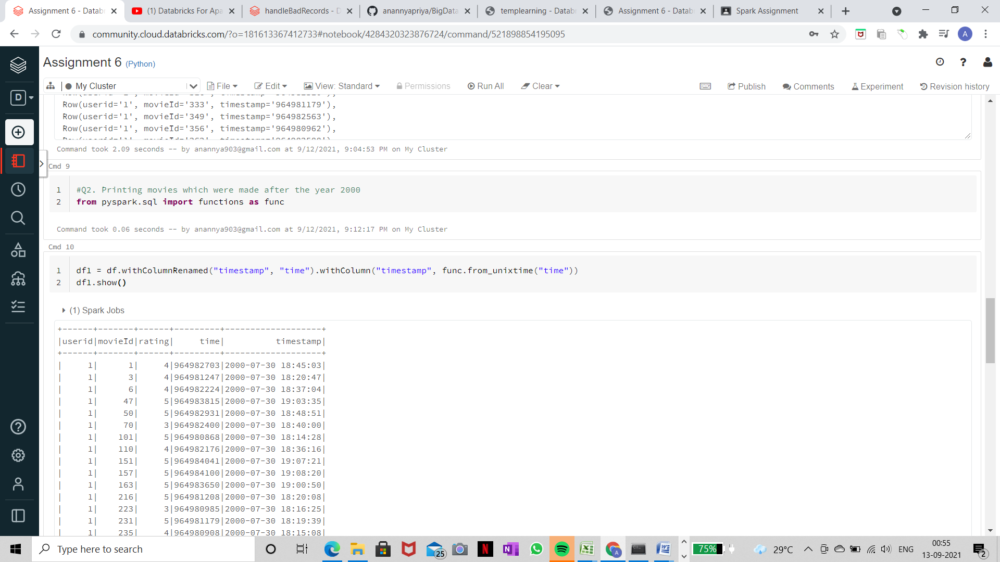 Assignment 6 - Databr
(1) Databricks For Apa
handleBadRecords - D
anannyapriya/BigData
templearning - Datab
Assignment 6 - Datab
Spark Assignment
community.cloud.databricks.com/?o=181613367412733#notebook/4284320323876724/command/521898854195095
A
Assignment 6 (Python)
My Cluster
File
Edit
View: Standard
Permissions
Run All
Clear
Publish
Comments
Experiment
Revision history
D
Row(userid='1', movieId='333', timestamp='964981179'),
Row(userid='1', movieId='349', timestamp='964982563'),
Row(userid='1', movieId='356', timestamp='964980962'),
Command took 2.09 seconds -- by anannya903@gmail.com at 9/12/2021, 9:04:53 PM on My Cluster
Cmd 9
1 #Q2. Printing movies which were made after the year 2000
2 from pyspark.sql import functions as func
Command took 0.06 seconds -- by anannya903@gmail.com at 9/12/2021, 9:12:17 PM on My Cluster
Cmd 10
1 df1 = df.withColumnRenamed("timestamp", "time").withColumn("timestamp", func.from_unixtime("time"))
2 df1.show()
(1) Spark Jobs
+------+-------+------+---------+-------------------+
|userid|movieId|rating|     time|          timestamp|
+------+-------+------+---------+-------------------+
|     1|      1|     4|964982703|2000-07-30 18:45:03|
|     1|      3|     4|964981247|2000-07-30 18:20:47|
|     1|      6|     4|964982224|2000-07-30 18:37:04|
|     1|     47|     5|964983815|2000-07-30 19:03:35|
|     1|     50|     5|964982931|2000-07-30 18:48:51|
|     1|     70|     3|964982400|2000-07-30 18:40:00|
|     1|    101|     5|964980868|2000-07-30 18:14:28|
|     1|    110|     4|964982176|2000-07-30 18:36:16|
|     1|    151|     5|964984041|2000-07-30 19:07:21|
|     1|    157|     5|964984100|2000-07-30 19:08:20|
|     1|    163|     5|964983650|2000-07-30 19:00:50|
|     1|    216|     5|964981208|2000-07-30 18:20:08|
|     1|    223|     3|964980985|2000-07-30 18:16:25|
|     1|    231|     5|964981179|2000-07-30 18:19:39|
|     1|    235|     4|964980908|2000-07-30 18:15:08|
Type here to search
25
75%
29°C
ENG
00:55
13-09-2021
2